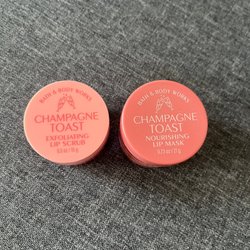 BATH & BODY WORKS
CHAMPAGNE
TOAST
EXFOLIATING
LIP SCRUB
BATH & BODY WORKS
CHAMPAGNE
TOAST
NOURISHING
LIP MASK